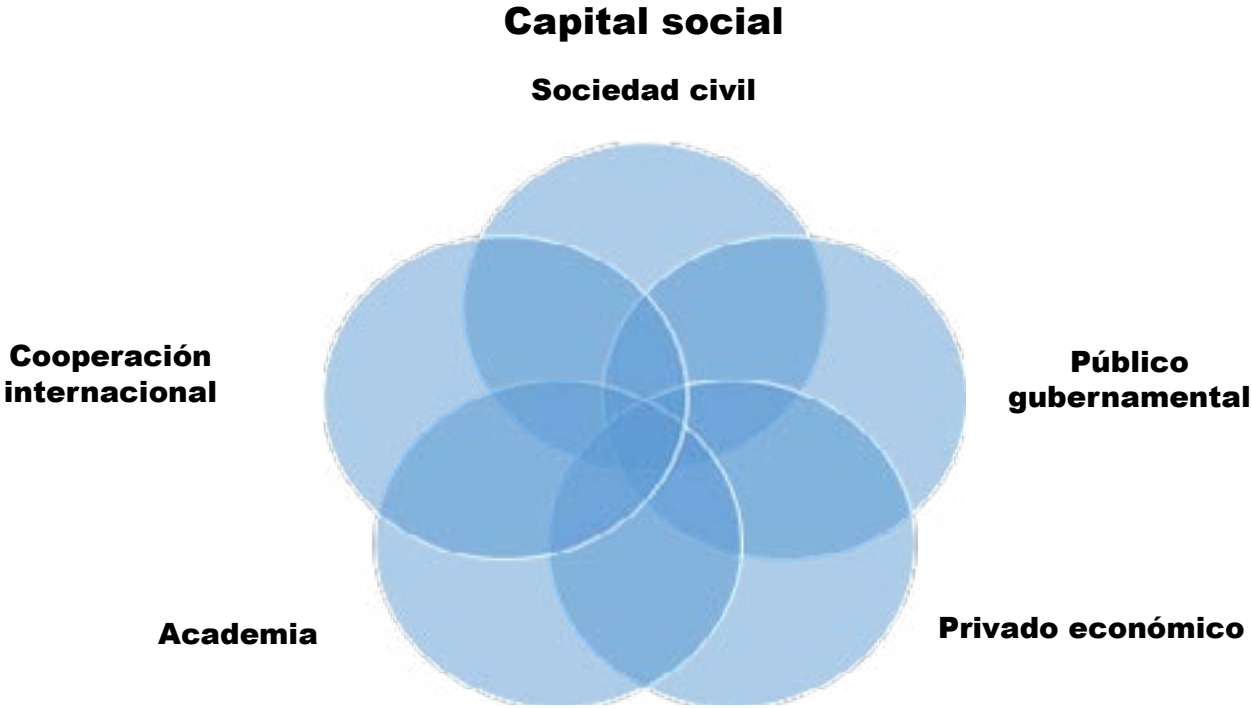 Capital social
Sociedad civil
Cooperación
internacional
Público
gubernamental
Academia
Privado económico